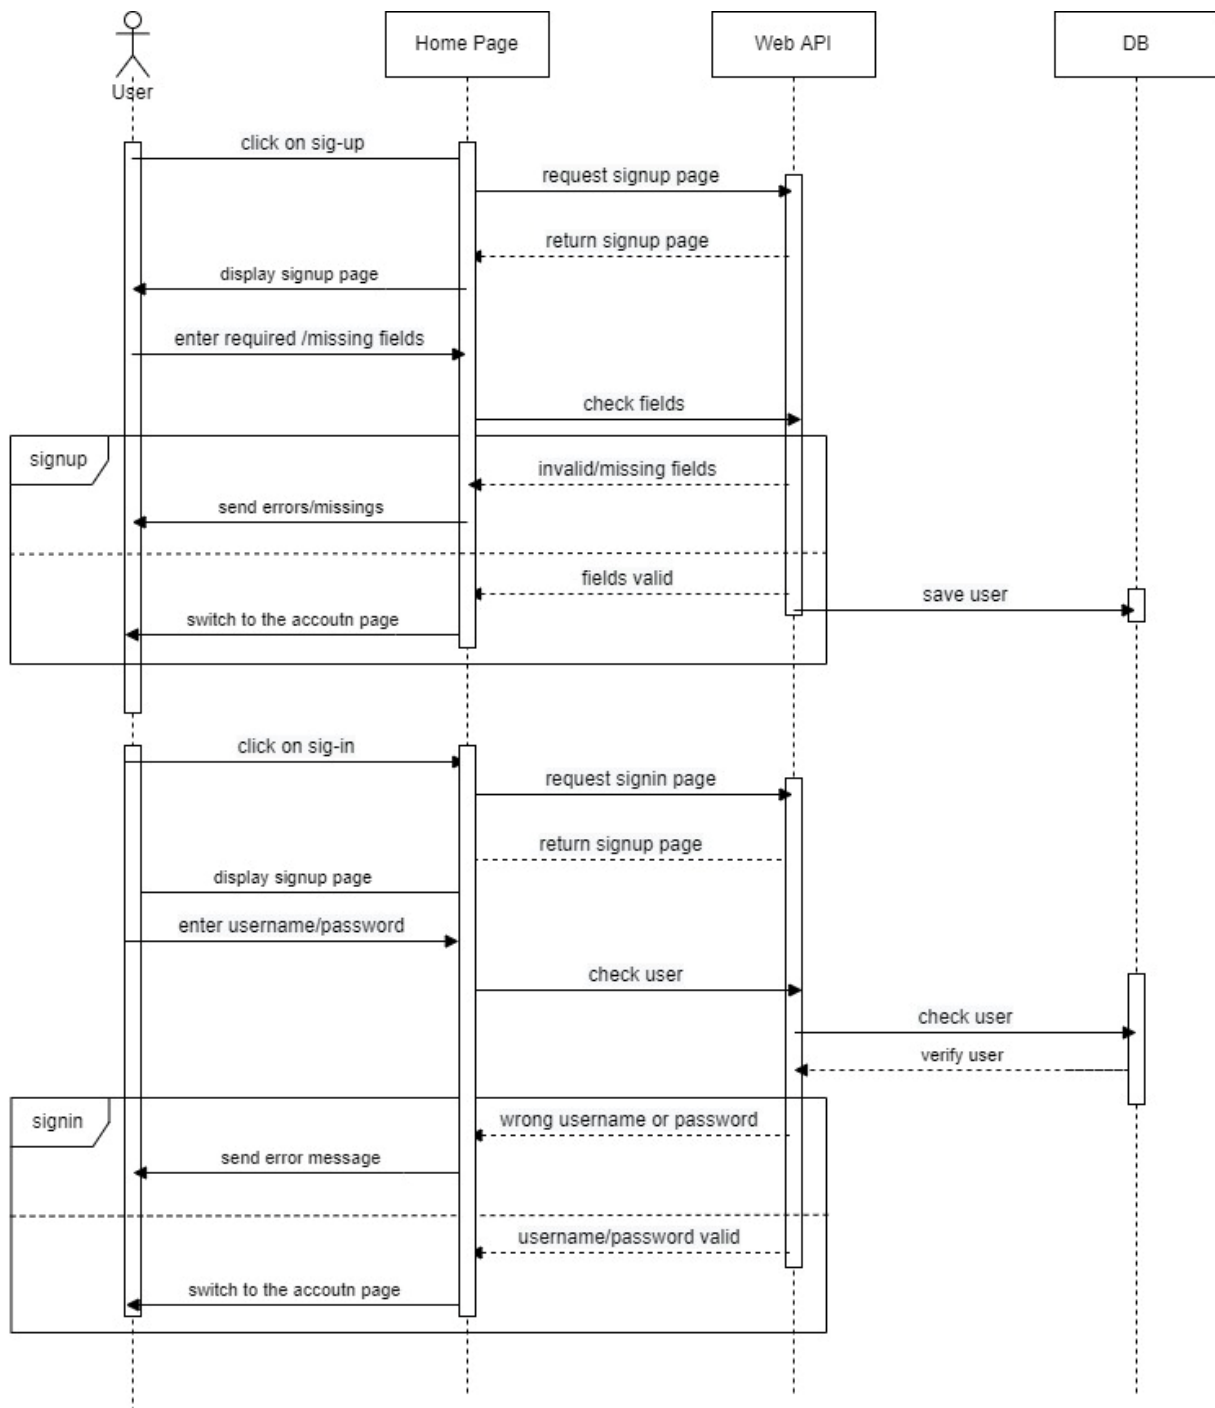 User
Home Page
Web API
DB
click on sig-up
request signup page
return signup page
display signup page
enter required /missing fields
check fields
signup
invalid/missing fields
send errors/missings
fields valid
save user
switch to the accoutn page
click on sig-in
request signin page
return signup page
display signup page
enter username/password
check user
check user
verify user
signin
wrong username or password
send error message
username/password valid
switch to the accoutn page